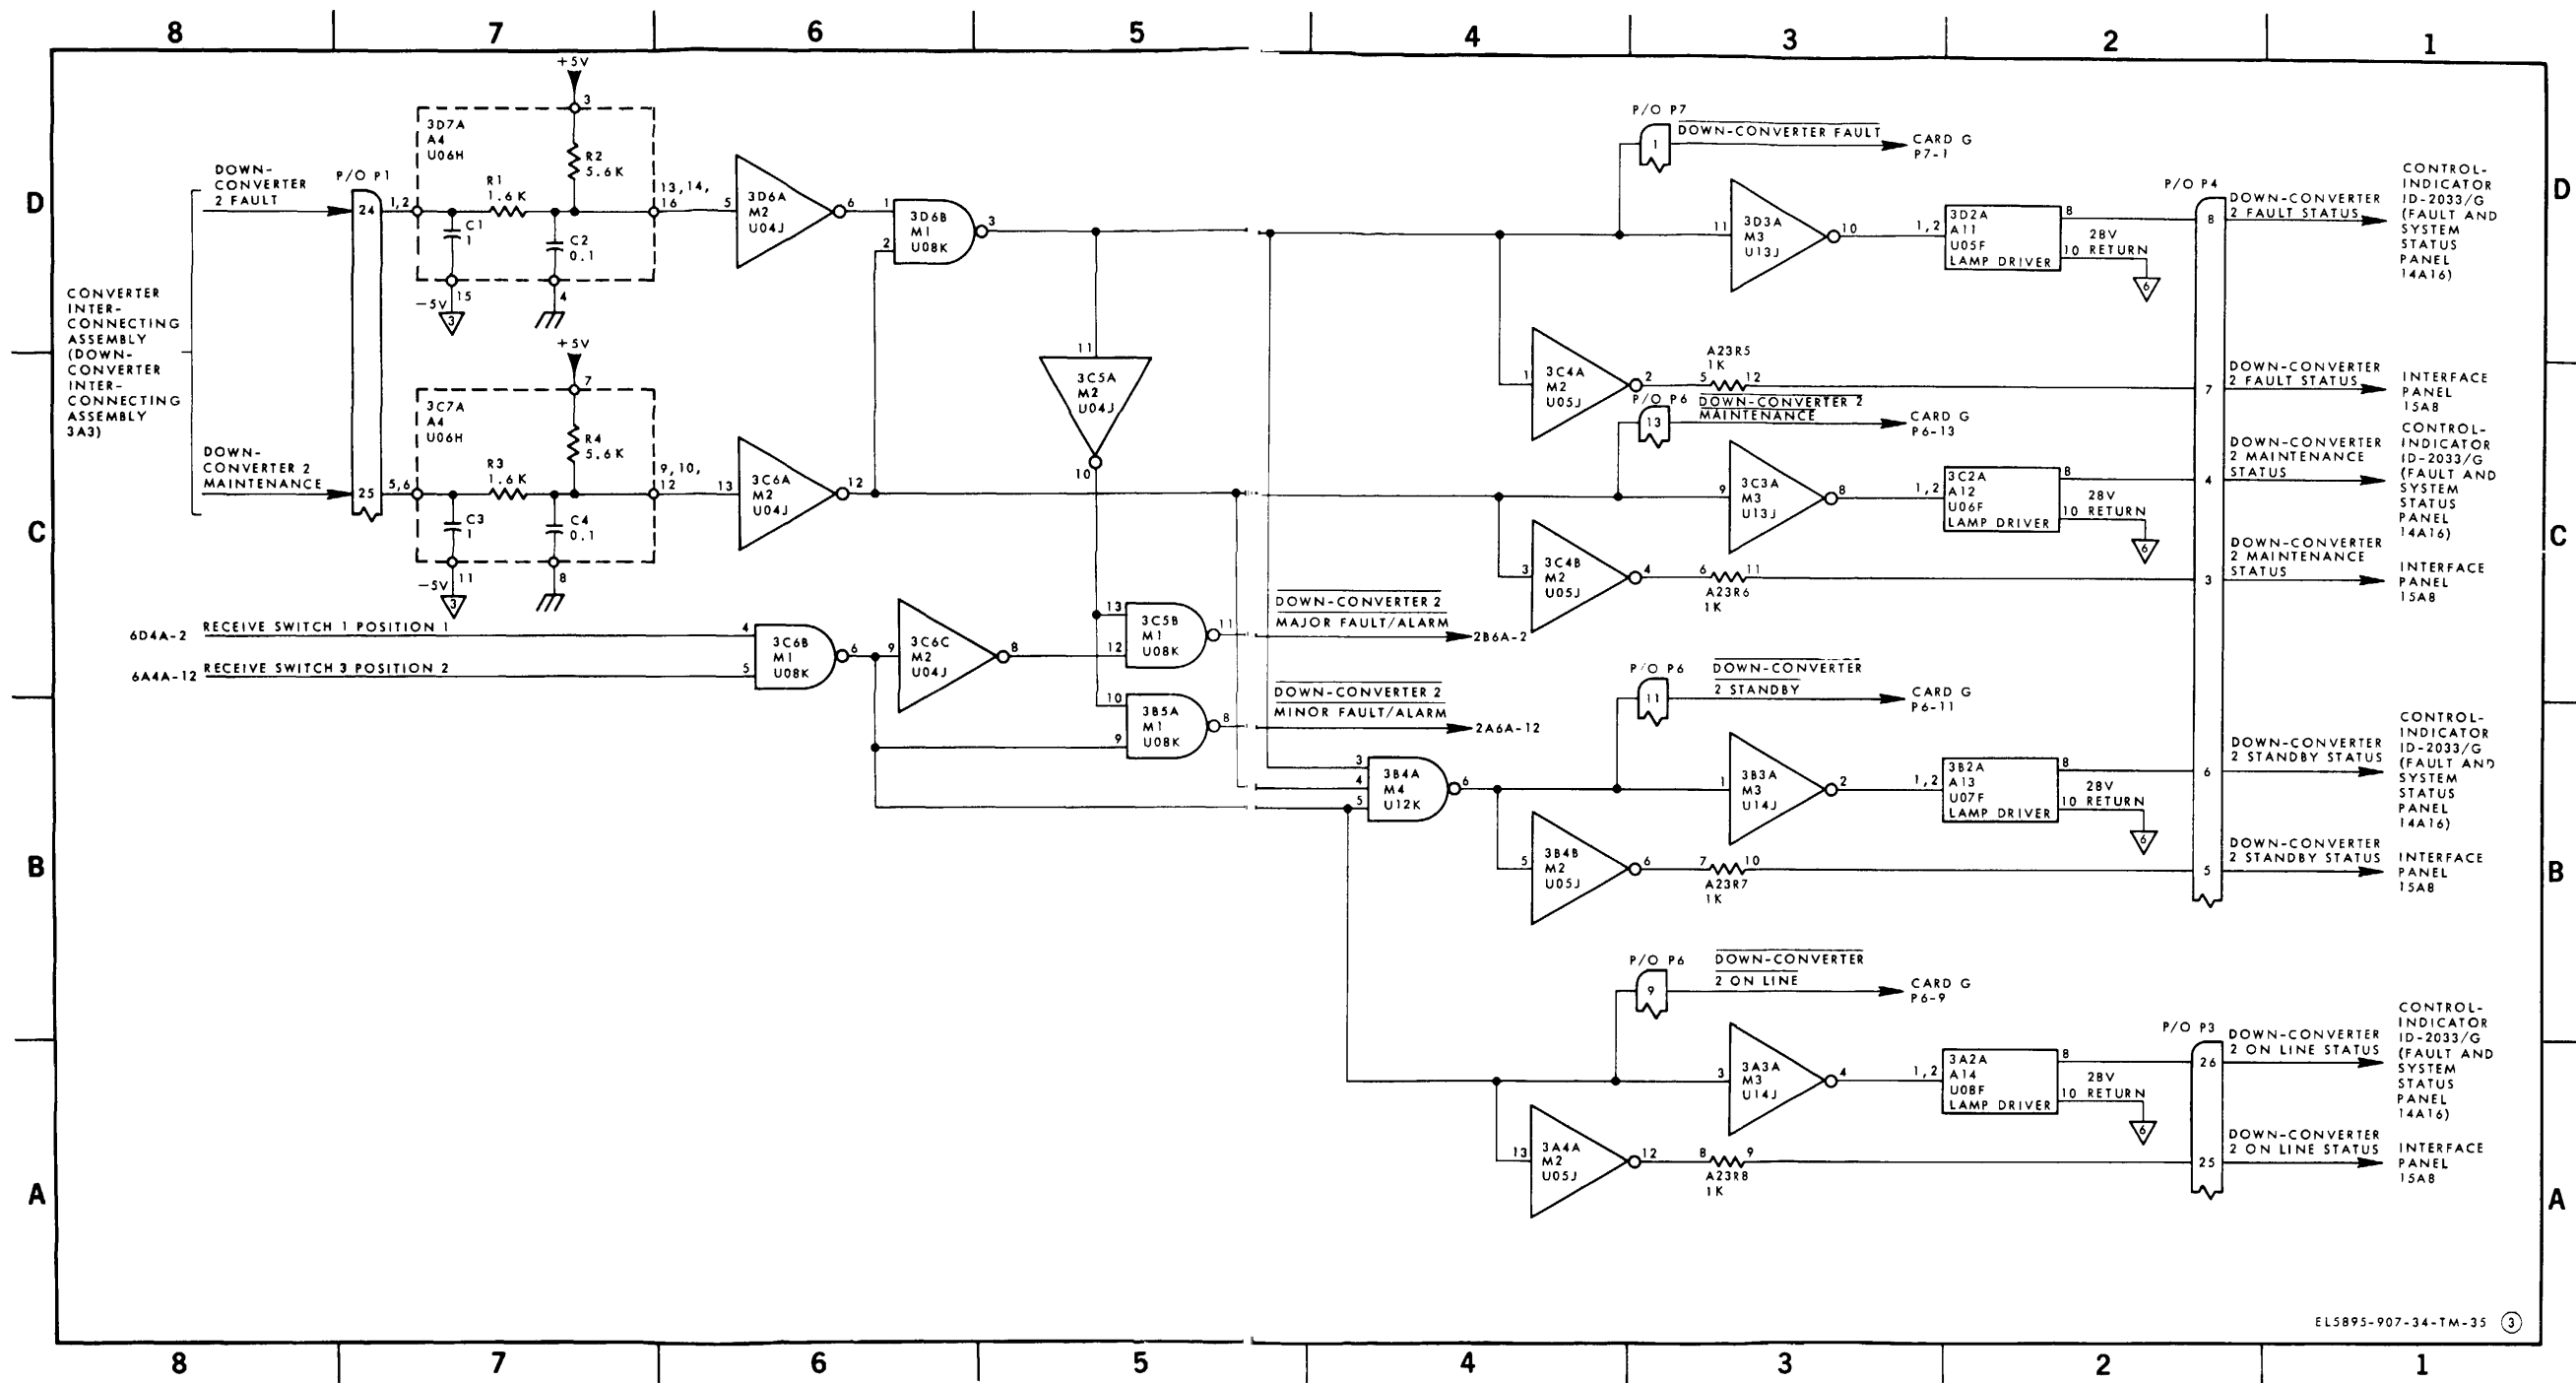 8 7 6 5 4 3 2 1
D
C
B
A
CONVERTER
INTER-
CONNECTING
ASSEMBLY
(DOWN-
CONVERTER
INTER-
CONNECTING
ASSEMBLY
3A3)
DOWN-
CONVERTER
2 FAULT
P/O P1
24
1,2
3D7A
A4
U06H
+5V
3
R1
1.6K
R2
5.6K
C1
1
C2
0.1
15
-5V
3
4
13,14,
16
5
3D6A
M2
U04J
6
1
2
3D6B
M1
U08K
3
DOWN-
CONVERTER 2
MAINTENANCE
25
5,6
3C7A
A4
U06H
+5V
7
R3
1.6K
R4
5.6K
C3
1
C4
0.1
11
-5V
3
8
9,10,
12
13
3C6A
M2
U04J
12
11
3C5A
M2
U04J
10
6D4A-2
RECEIVE SWITCH 1 POSITION 1
6A4A-12
RECEIVE SWITCH 3 POSITION 2
4
5
3C6B
M1
U08K
6
9
3C6C
M2
U04J
8
13
12
3C5B
M1
U08K
11
DOWN-CONVERTER 2
MAJOR FAULT/ALARM
2B6A-2
10
9
3B5A
M1
U08K
8
DOWN-CONVERTER 2
MINOR FAULT/ALARM
2A6A-12
P/O P7
1
DOWN-CONVERTER FAULT
CARD G
P7-1
11
3D3A
M3
U13J
10
1,2
3D2A
A11
U05F
LAMP DRIVER
8
28V
10 RETURN
6
P/O P4
8
DOWN-CONVERTER
2 FAULT STATUS
CONTROL-
INDICATOR
ID-2033/G
(FAULT AND
SYSTEM
STATUS
PANEL
14A16)
1
3C4A
M2
U05J
2
A23R5
1K
5 12
7
DOWN-CONVERTER
2 FAULT STATUS
INTERFACE
PANEL
15A8
P/O P6
13
DOWN-CONVERTER 2
MAINTENANCE
CARD G
P6-13
9
3C3A
M3
U13J
8
1,2
3C2A
A12
U06F
LAMP DRIVER
8
28V
10 RETURN
6
4
DOWN-CONVERTER
2 MAINTENANCE
STATUS
CONTROL-
INDICATOR
ID-2033/G
(FAULT AND
SYSTEM
STATUS
PANEL
14A16)
3
3C4B
M2
U05J
4
6 11
A23R6
1K
3
DOWN-CONVERTER
2 MAINTENANCE
STATUS
INTERFACE
PANEL
15A8
P/O P6
11
DOWN-CONVERTER
2 STANDBY
CARD G
P6-11
3
4
5
3B4A
M4
U12K
6
1
3B3A
M3
U14J
2
1,2
3B2A
A13
U07F
LAMP DRIVER
8
28V
10 RETURN
6
6
DOWN-CONVERTER
2 STANDBY STATUS
CONTROL-
INDICATOR
ID-2033/G
(FAULT AND
SYSTEM
STATUS
PANEL
14A16)
5
3B4B
M2
U05J
6
7 10
A23R7
1K
5
DOWN-CONVERTER
2 STANDBY STATUS
INTERFACE
PANEL
15A8
P/O P6
9
DOWN-CONVERTER
2 ON LINE
CARD G
P6-9
3
3A3A
M3
U14J
4
1,2
3A2A
A14
U08F
LAMP DRIVER
8
28V
10 RETURN
6
P/O P3
26
DOWN-CONVERTER
2 ON LINE STATUS
CONTROL-
INDICATOR
ID-2033/G
(FAULT AND
SYSTEM
STATUS
PANEL
14A16)
13
3A4A
M2
U05J
12
8 9
A23R8
1K
25
DOWN-CONVERTER
2 ON LINE STATUS
INTERFACE
PANEL
15A8
D
C
B
A
EL5895-907-34-TM-35 3
8 7 6 5 4 3 2 1